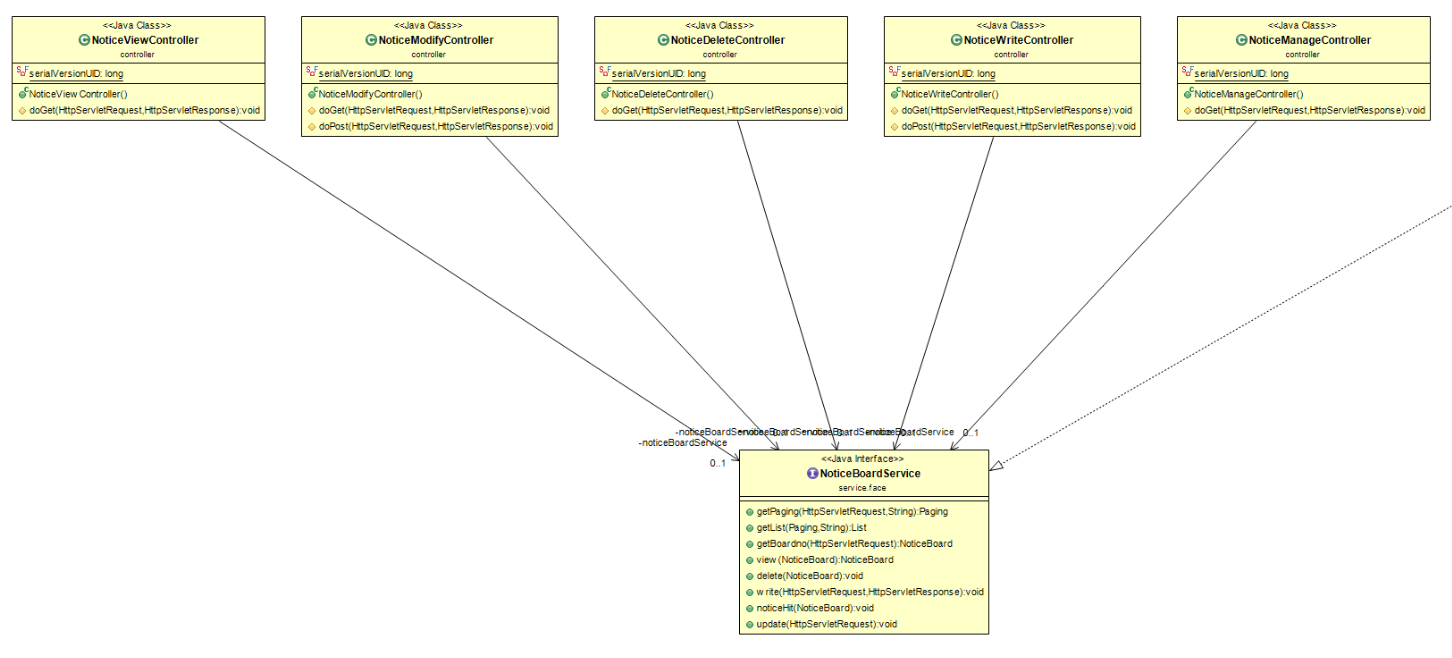 <<Java Class>>
NoticeViewController
controller
serialVersionUID: long
NoticeViewController()
doGet(HttpServletRequest,HttpServletResponse):void
<<Java Class>>
NoticeModifyController
controller
serialVersionUID: long
NoticeModifyController()
doGet(HttpServletRequest,HttpServletResponse):void
doPost(HttpServletRequest,HttpServletResponse):void
<<Java Class>>
NoticeDeleteController
controller
serialVersionUID: long
NoticeDeleteController()
doGet(HttpServletRequest,HttpServletResponse):void
<<Java Class>>
NoticeWriteController
controller
serialVersionUID: long
NoticeWriteController()
doGet(HttpServletRequest,HttpServletResponse):void
doPost(HttpServletRequest,HttpServletResponse):void
<<Java Class>>
NoticeManageController
controller
serialVersionUID: long
NoticeManageController()
doGet(HttpServletRequest,HttpServletResponse):void
-noticeBoardService
0..1
-noticeBoardService
0..1
<<Java Interface>>
NoticeBoardService
service.face
getPaging(HttpServletRequest,String):Paging
getList(Paging,String):List
getBoardno(HttpServletRequest):NoticeBoard
view(NoticeBoard):NoticeBoard
delete(NoticeBoard):void
write(HttpServletRequest,HttpServletResponse):void
noticeHit(NoticeBoard):void
update(HttpServletRequest):void